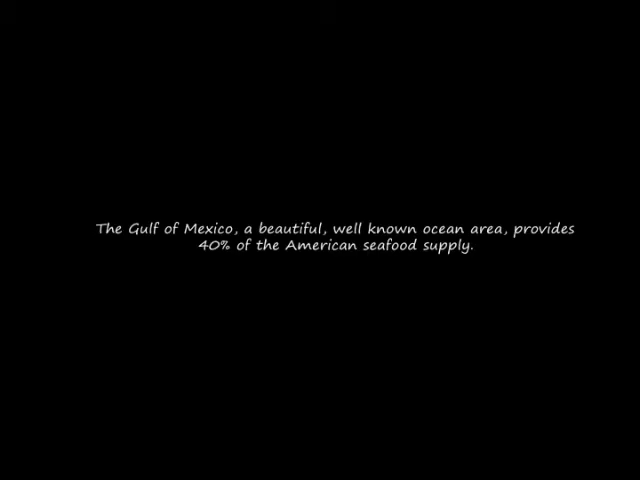 The Gulf of Mexico, a beautiful, well known ocean area, provides
40% of the American seafood supply.